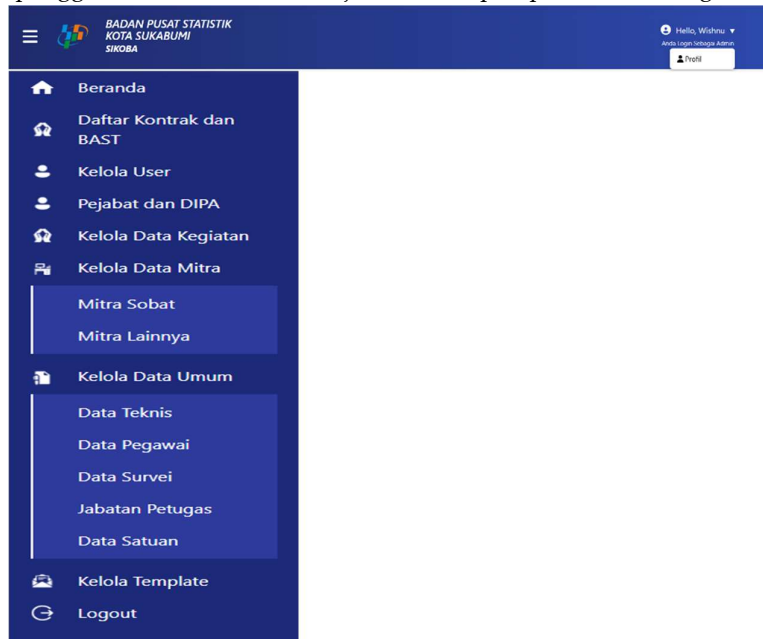 BADAN PUSAT STATISTIK
KOTA SUKABUMI
SIKOBA
Hello, Wishnu
Anda Login Sebagai Admin
Profil
Beranda
Daftar Kontrak dan
BAST
Kelola User
Pejabat dan DIPA
Kelola Data Kegiatan
Kelola Data Mitra
Mitra Sobat
Mitra Lainnya
Kelola Data Umum
Data Teknis
Data Pegawai
Data Survei
Jabatan Petugas
Data Satuan
Kelola Template
Logout